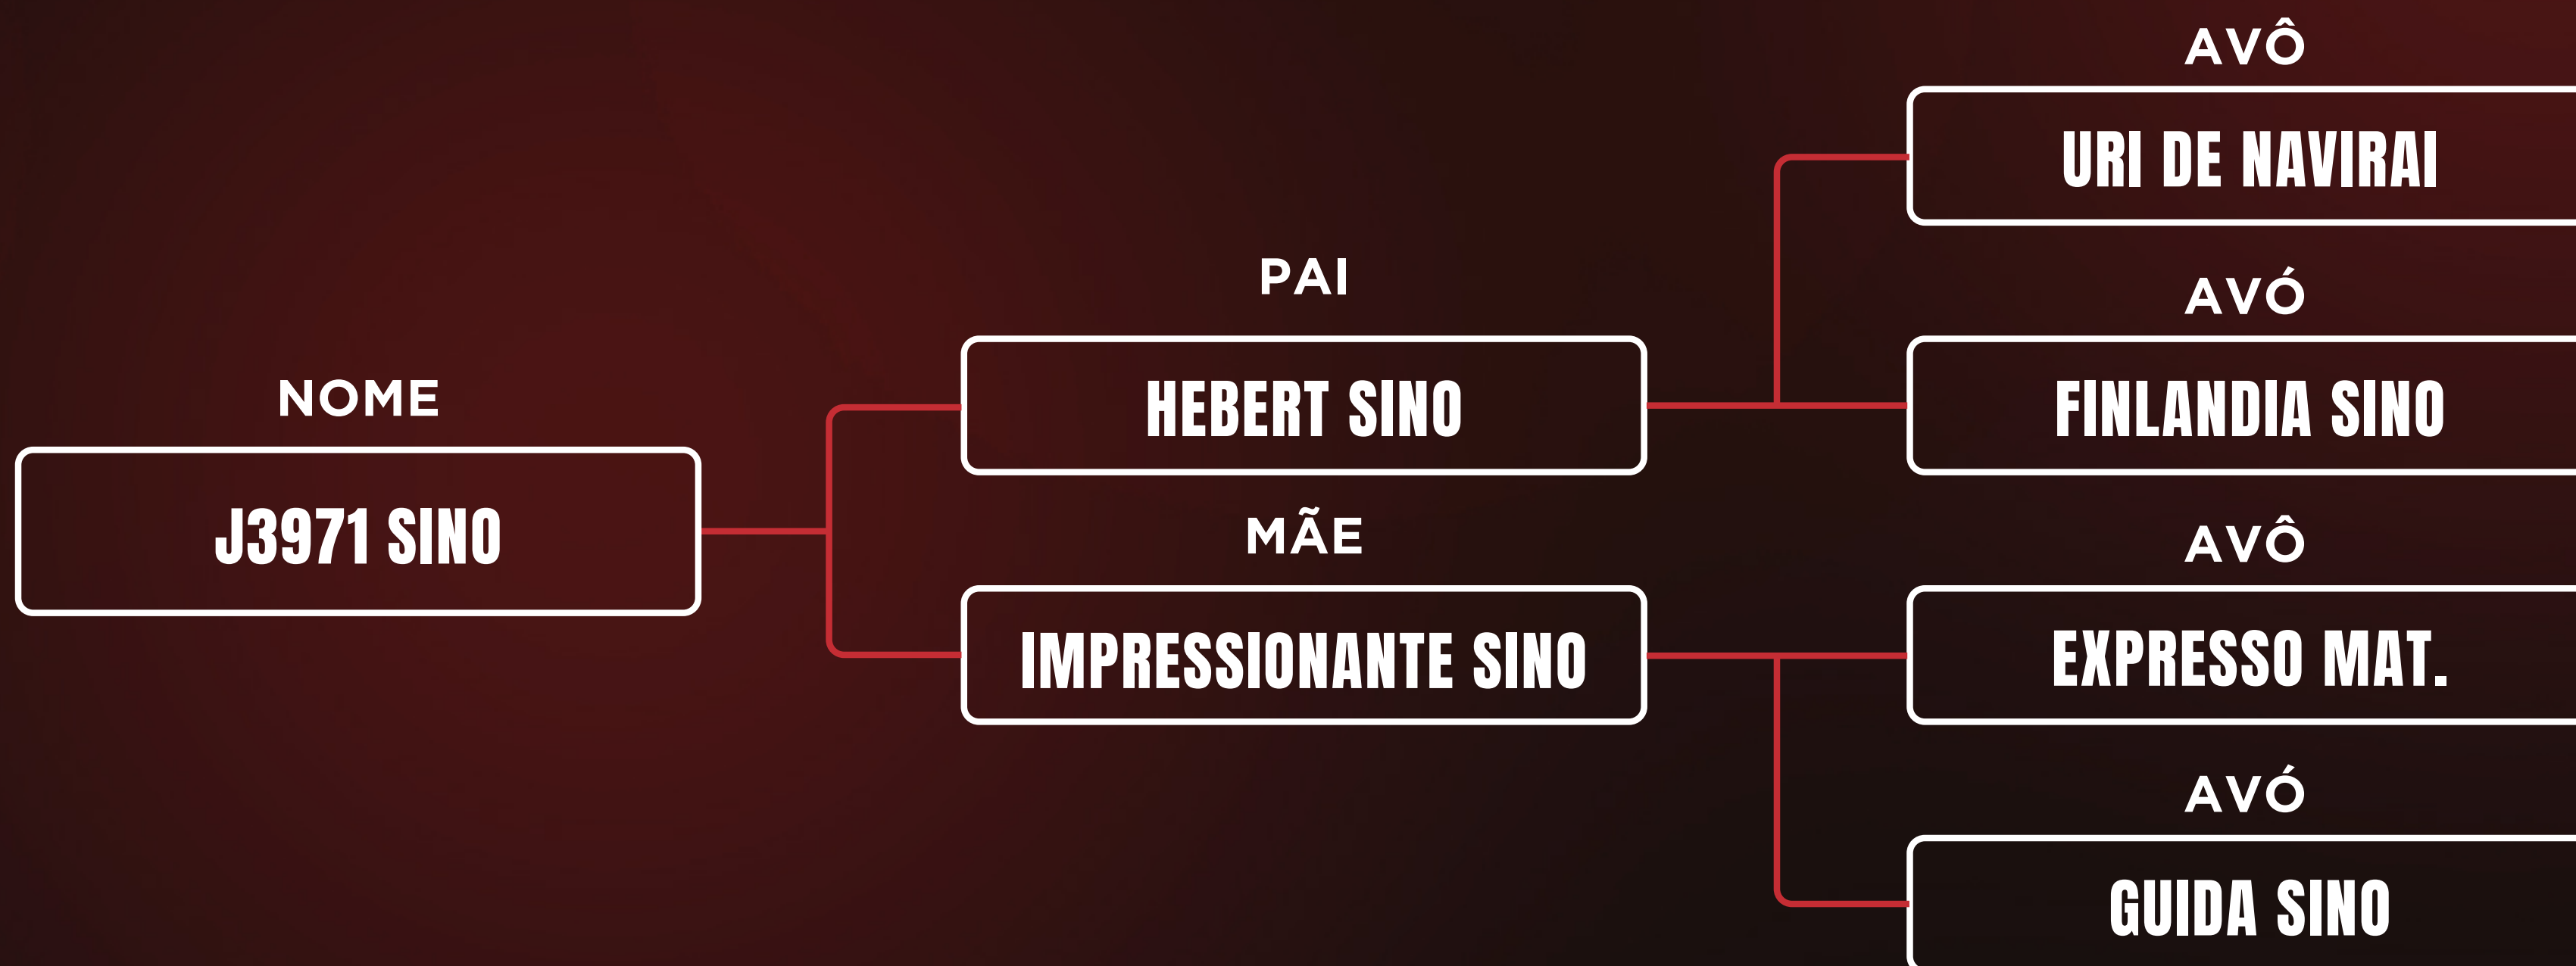 NOME
J3971 SINO
PAI
HEBERT SINO
MÃE
IMPRESSIONANTE SINO
AVÔ
URI DE NAVIRAI
AVÓ
FINLANDIA SINO
AVÔ
EXPRESSO MAT.
AVÓ
GUIDA SINO